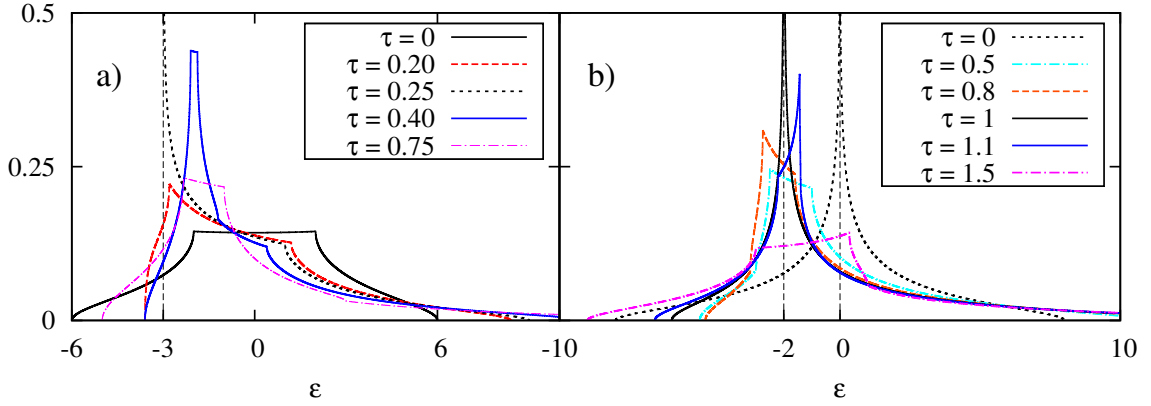 0.5
0.25
0
a)
τ = 0
τ = 0.20
τ = 0.25
τ = 0.40
τ = 0.75
-6
-3
0
6
ε
b)
τ = 0
τ = 0.5
τ = 0.8
τ = 1
τ = 1.1
τ = 1.5
-10
-2
0
10
ε